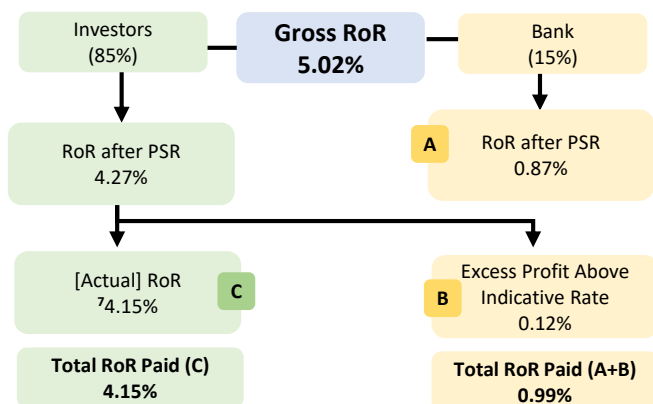 Investors
(85%)
Gross RoR
5.02%
Bank
(15%)
RoR after PSR
4.27%
A
RoR after PSR
0.87%
[Actual] RoR
⁷4.15%
C
B
Excess Profit Above
Indicative Rate
0.12%
Total RoR Paid (C)
4.15%
Total RoR Paid (A+B)
0.99%